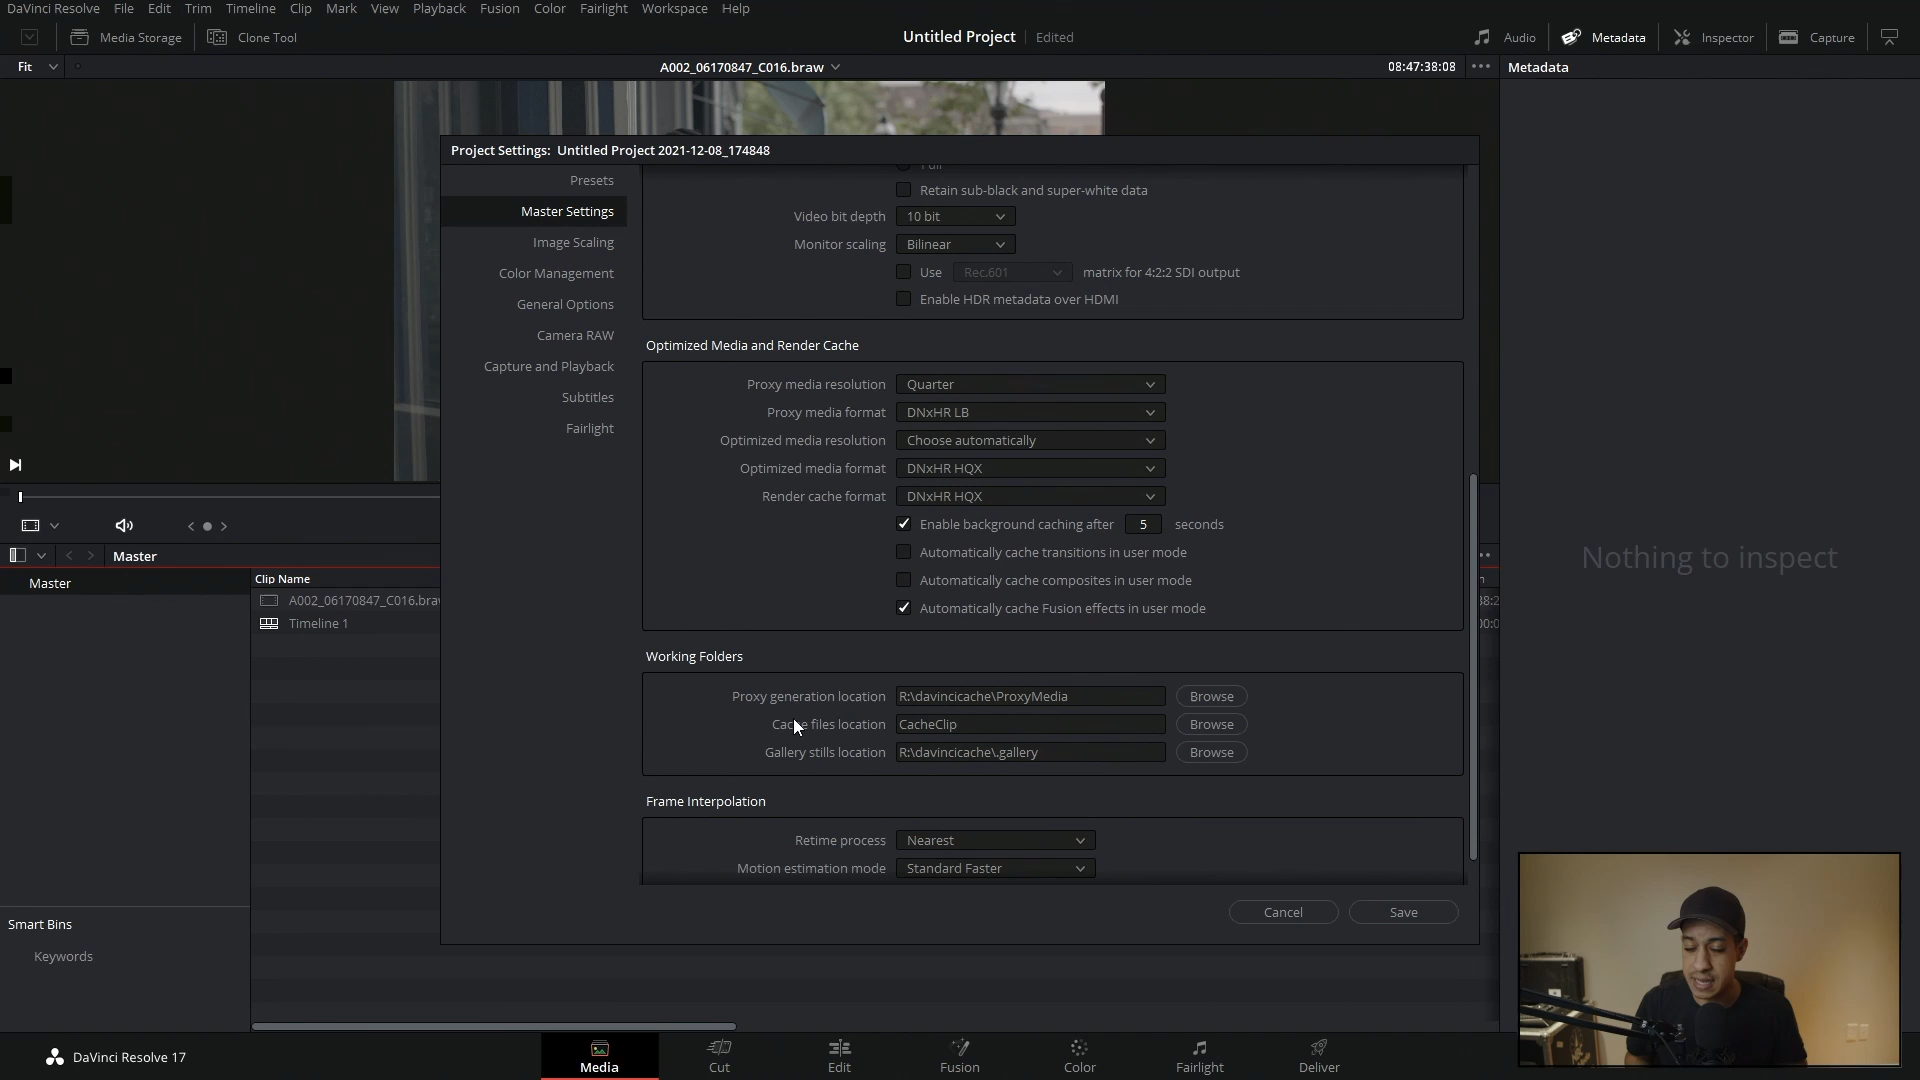 DaVinci Resolve File Edit Trim Timeline Clip Mark View Playback Fusion Color Fairlight Workspace Help
Media Storage Clone Tool Untitled Project Edited Audio Metadata Inspector Capture
Fit A002_06170847_C016.braw 08:47:38:08 Metadata
Project Settings: Untitled Project 2021-12-08_174848
Presets
Master Settings
Image Scaling
Color Management
General Options
Camera RAW
Capture and Playback
Subtitles
Fairlight
Retain sub-black and super-white data
Video bit depth 10 bit
Monitor scaling Bilinear
Use Rec.601 matrix for 4:2:2 SDI output
Enable HDR metadata over HDMI
Optimized Media and Render Cache
Proxy media resolution Quarter
Proxy media format DNxHR LB
Optimized media resolution Choose automatically
Optimized media format DNxHR HQX
Render cache format DNxHR HQX
Enable background caching after 5 seconds
Automatically cache transitions in user mode
Automatically cache composites in user mode
Automatically cache Fusion effects in user mode
Working Folders
Proxy generation location R:\davincicache\ProxyMedia Browse
Cache files location CacheClip Browse
Gallery stills location R:\davincicache\.gallery Browse
Frame Interpolation
Retime process Nearest
Motion estimation mode Standard Faster
Cancel Save
Master
Master
Clip Name
A002_06170847_C016.bra
Timeline 1
Nothing to inspect
Smart Bins
Keywords
DaVinci Resolve 17
Media Cut Edit Fusion Color Fairlight Deliver